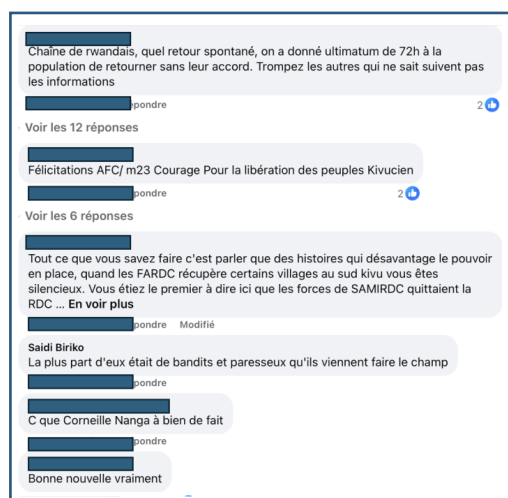 Chaîne de rwandais, quel retour spontané, on a donné ultimatum de 72h à la
population de retourner sans leur accord. Trompez les autres qui ne sait suivent pas
les informations
pondre 2
Voir les 12 réponses
Félicitations AFC/ m23 Courage Pour la libération des peuples Kivucien
pondre 2
Voir les 6 réponses
Tout ce que vous savez faire c'est parler que des histoires qui désavantage le pouvoir
en place, quand les FARDC récupère certains villages au sud kivu vous êtes
silencieux. Vous étiez le premier à dire ici que les forces de SAMIRDC quittaient la
RDC ... En voir plus
pondre Modifié
Saidi Biriko
La plus part d'eux était de bandits et paresseux qu'ils viennent faire le champ
pondre
C que Corneille Nanga à bien de fait
pondre
Bonne nouvelle vraiment